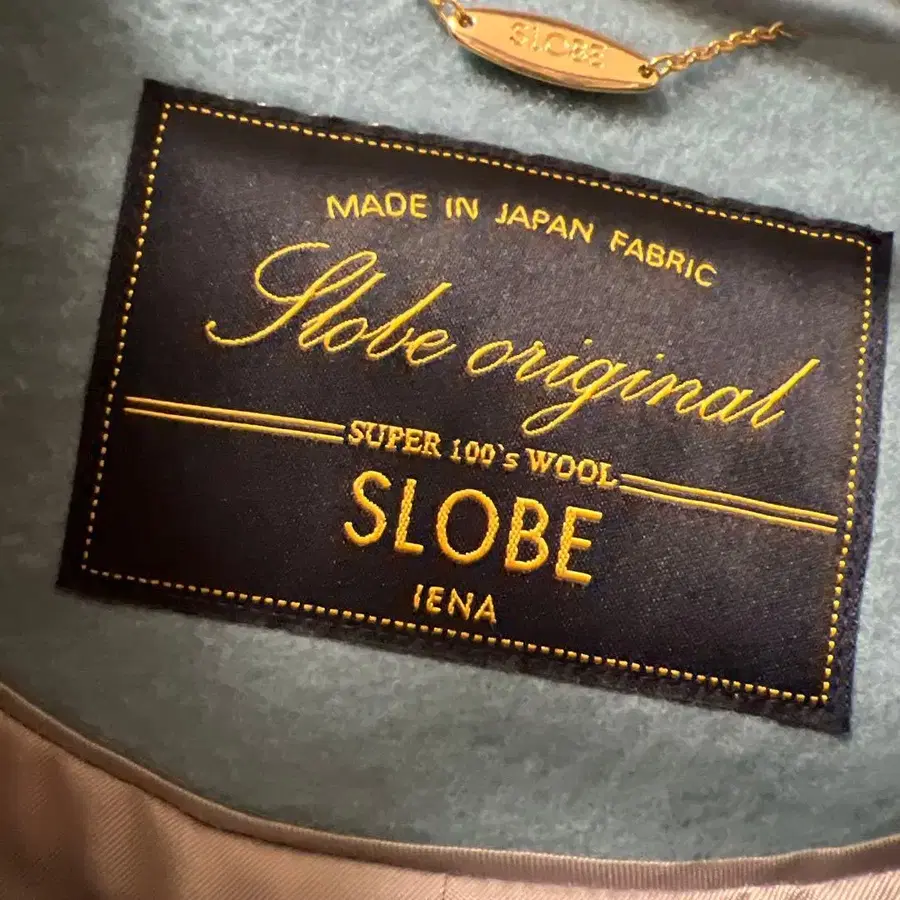 SLOBE
MADE IN JAPAN FABRIC
Slobe original
SUPER 100's WOOL
SLOBE
IENA